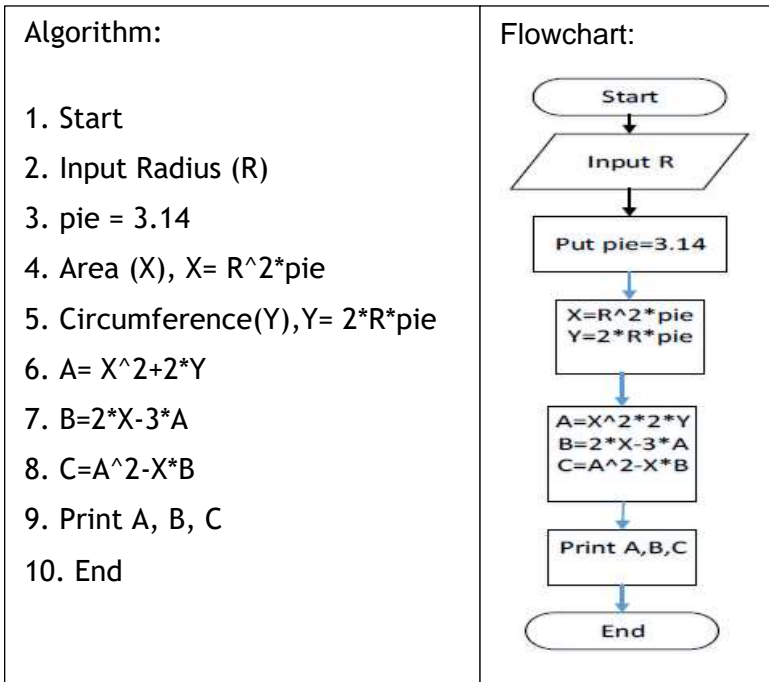 Algorithm:
1. Start
2. Input Radius (R)
3. pie = 3.14
4. Area (X), X= R^2*pie
5. Circumference(Y),Y= 2*R*pie
6. A= X^2+2*Y
7. B=2*X-3*A
8. C=A^2-X*B
9. Print A, B, C
10. End
Flowchart:
Start
Input R
Put pie=3.14
X=R^2*pie
Y=2*R*pie
A=X^2*2*Y
B=2*X-3*A
C=A^2-X*B
Print A,B,C
End